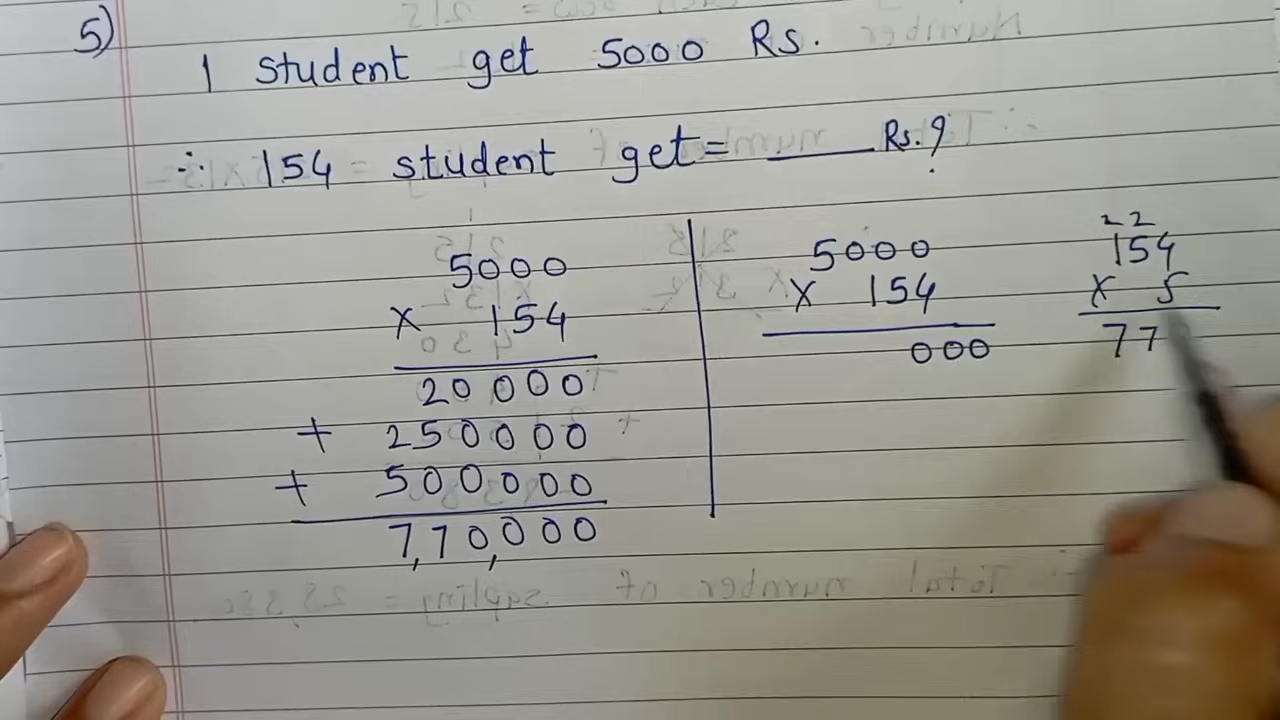 5)
1 student get 5000 Rs.
∴ 154 student get = ____ Rs.?
5000
x 154
20000
+ 250000
+ 500000
7,70,000
5000
x 154
000
22
154
x 5
77